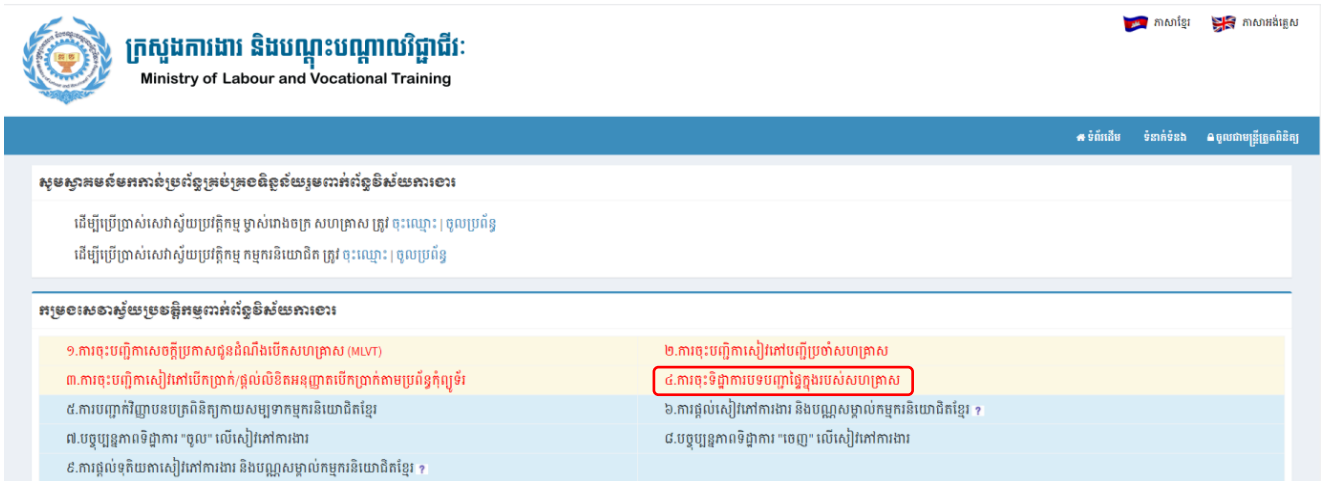 ភាសាខ្មែរ ភាសាអង់គ្លេស
ក្រសួងការងារ និងបណ្តុះបណ្តាលវិជ្ជាជីវៈ
Ministry of Labour and Vocational Training
ទំព័រដើម ទំនាក់ទំនង ចូលជាមន្ត្រីត្រួតពិនិត្យ
សូមស្វាគមន៍មកកាន់ប្រព័ន្ធគ្រប់គ្រងទិន្នន័យរួមពាក់ព័ន្ធវិស័យការងារ
ដើម្បីប្រើប្រាស់សេវាស្វ័យប្រវត្តិកម្ម ម្ចាស់រោងចក្រ សហគ្រាស ត្រូវ ចុះឈ្មោះ | ចូលប្រព័ន្ធ
ដើម្បីប្រើប្រាស់សេវាស្វ័យប្រវត្តិកម្ម កម្មករនិយោជិត ត្រូវ ចុះឈ្មោះ | ចូលប្រព័ន្ធ
កម្រងសេវាស្វ័យប្រវត្តិកម្មពាក់ព័ន្ធវិស័យការងារ
១.ការចុះបញ្ជិកាសេចក្តីប្រកាសជូនដំណឹងបើកសហគ្រាស (MLVT) ២.ការចុះបញ្ជិកាសៀវភៅបញ្ជីប្រចាំសហគ្រាស
៣.ការចុះបញ្ជិកាសៀវភៅបើកប្រាក់/ផ្តល់លិខិតអនុញ្ញាតបើកប្រាក់តាមប្រព័ន្ធកុំព្យូទ័រ ៤.ការចុះទិដ្ឋាការបទបញ្ជាផ្ទៃក្នុងរបស់សហគ្រាស
៥.ការបញ្ជាក់វិញ្ញាបនបត្រពិនិត្យកាយសម្បទាកម្មករនិយោជិតខ្មែរ ៦.ការផ្តល់សៀវភៅការងារ និងបណ្ណសម្គាល់កម្មករនិយោជិតខ្មែរ ?
៧.បច្ចុប្បន្នភាពទិដ្ឋាការ "ចូល" លើសៀវភៅការងារ ៨.បច្ចុប្បន្នភាពទិដ្ឋាការ "ចេញ" លើសៀវភៅការងារ
៩.ការផ្តល់ទុតិយតាសៀវភៅការងារ និងបណ្ណសម្គាល់កម្មករនិយោជិតខ្មែរ ?